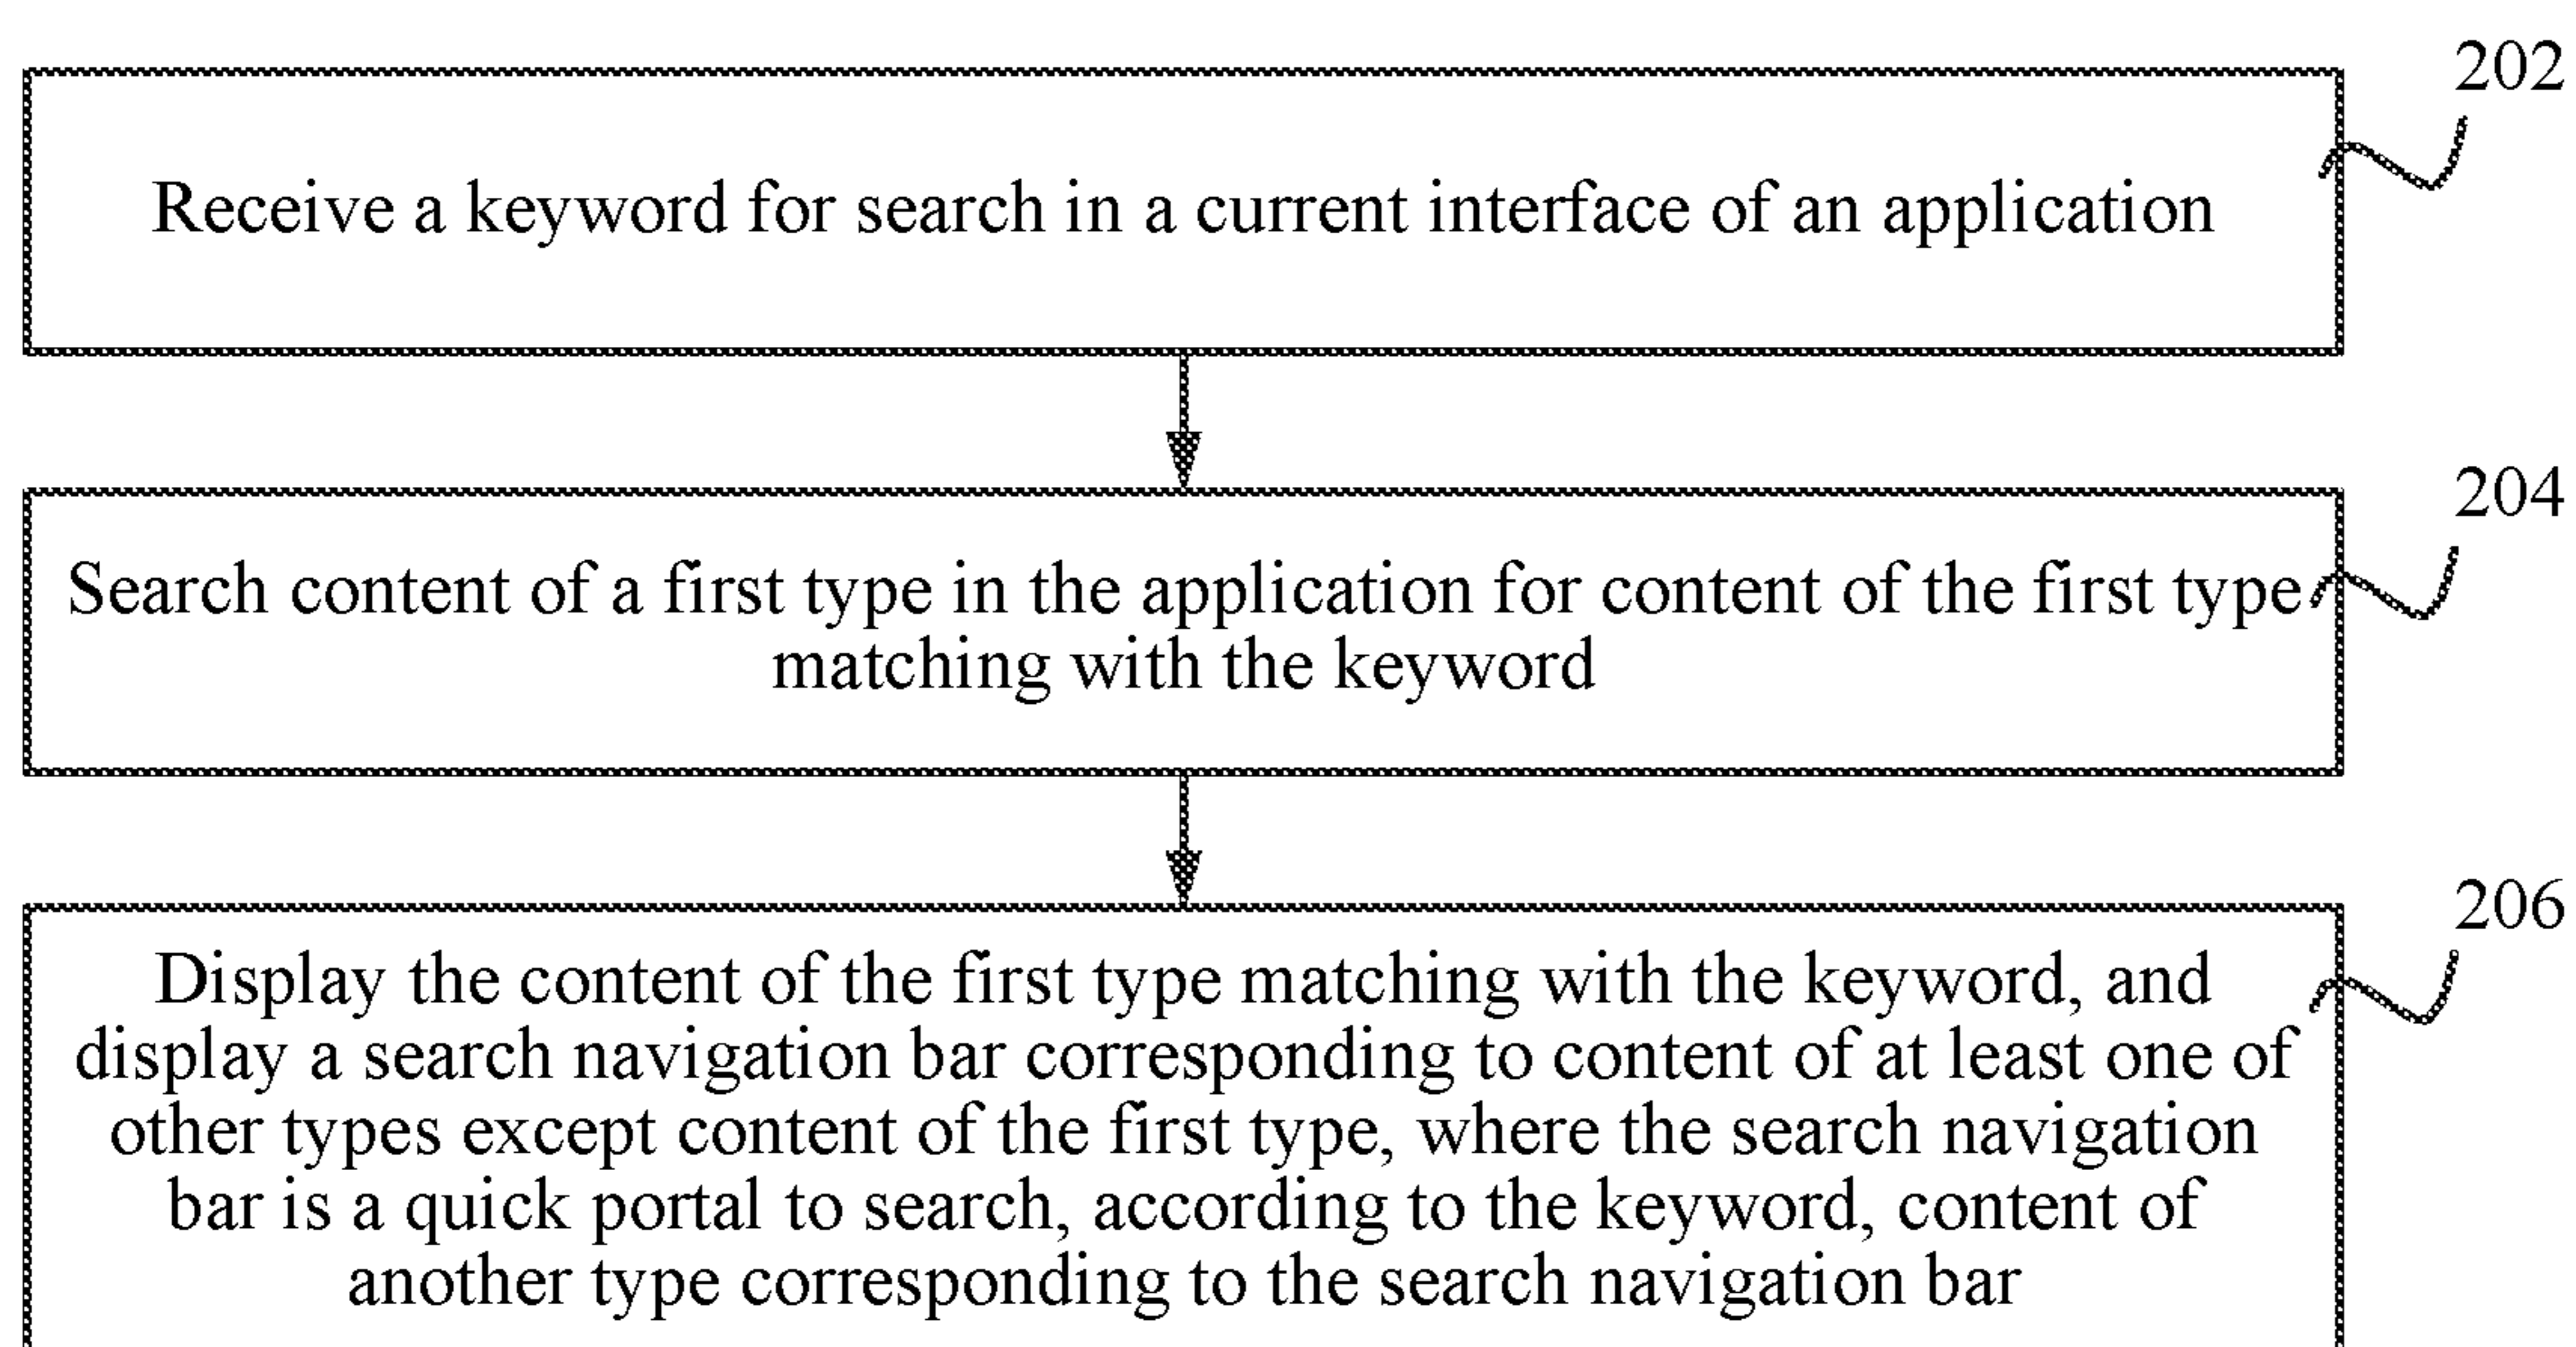 202
Receive a keyword for search in a current interface of an application
204
Search content of a first type in the application for content of the first type
matching with the keyword
206
Display the content of the first type matching with the keyword, and
display a search navigation bar corresponding to content of at least one of
other types except content of the first type, where the search navigation
bar is a quick portal to search, according to the keyword, content of
another type corresponding to the search navigation bar